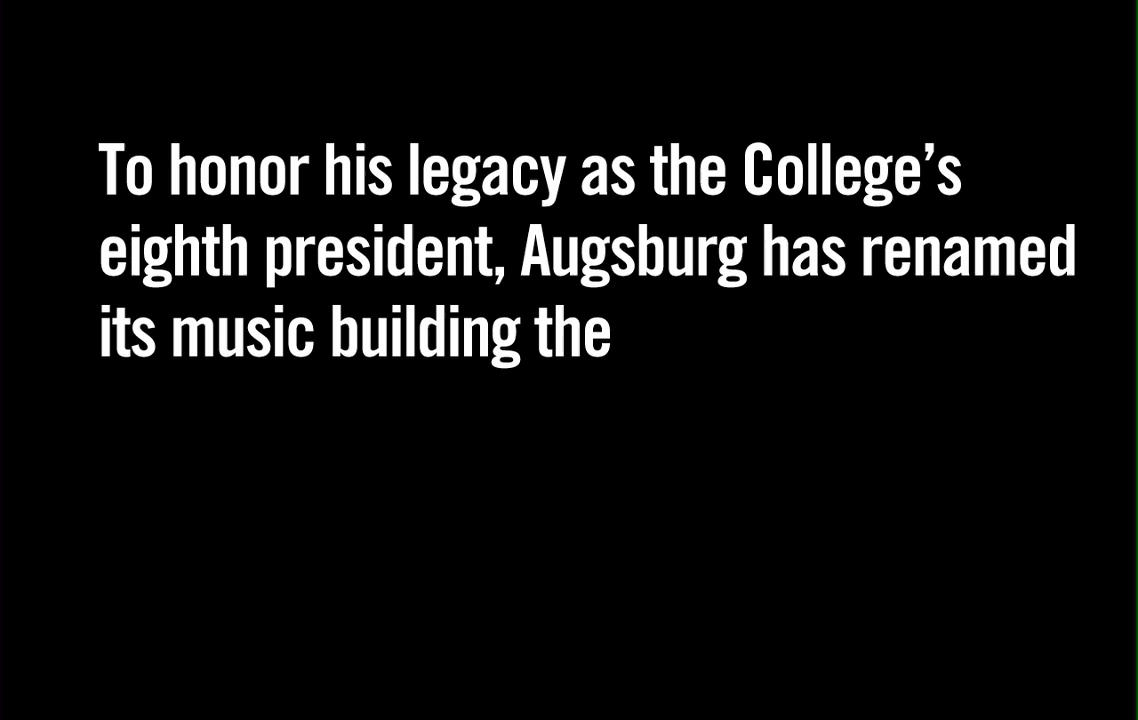 To honor his legacy as the College’s
eighth president, Augsburg has renamed
its music building the